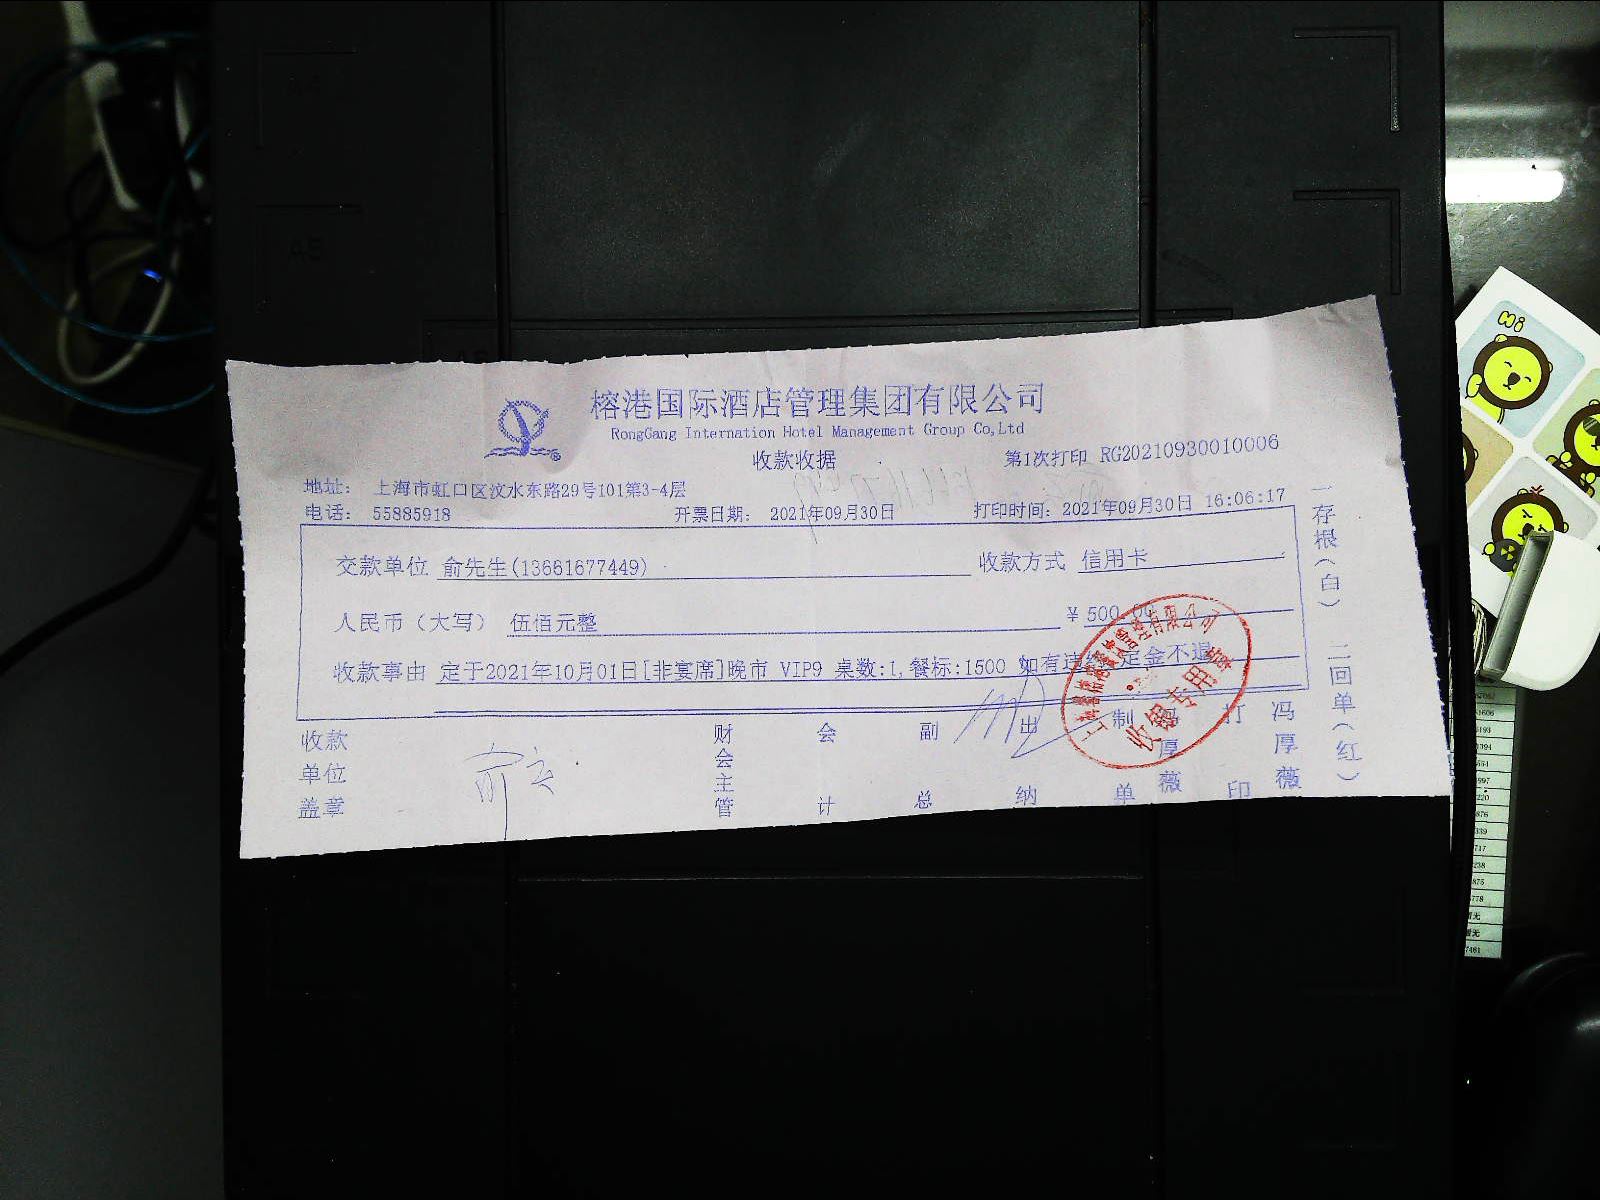 榕港国际酒店管理集团有限公司
RongGang Internation Hotel Management Group Co,Ltd
收款收据
第1次打印 RG20210930010006
地址： 上海市虹口区汶水东路29号101第3-4层
电话： 55885918
开票日期： 2021年09月30日
打印时间：2021年09月30日 16:06:17
交款单位 俞先生(13661677449)
收款方式 信用卡
人民币（大写） 伍佰元整
¥ 500.00
收款事由 定于2021年10月01日[非宴席]晚市 VIP9 桌数:1,餐标:1500 如有违约 定金不退
收款单位盖章
财会主管
会计
副总
出纳
制单 冯厚薇
打印 冯厚薇
一存根（白） 二回单（红）
收银专用章
Hi
A5